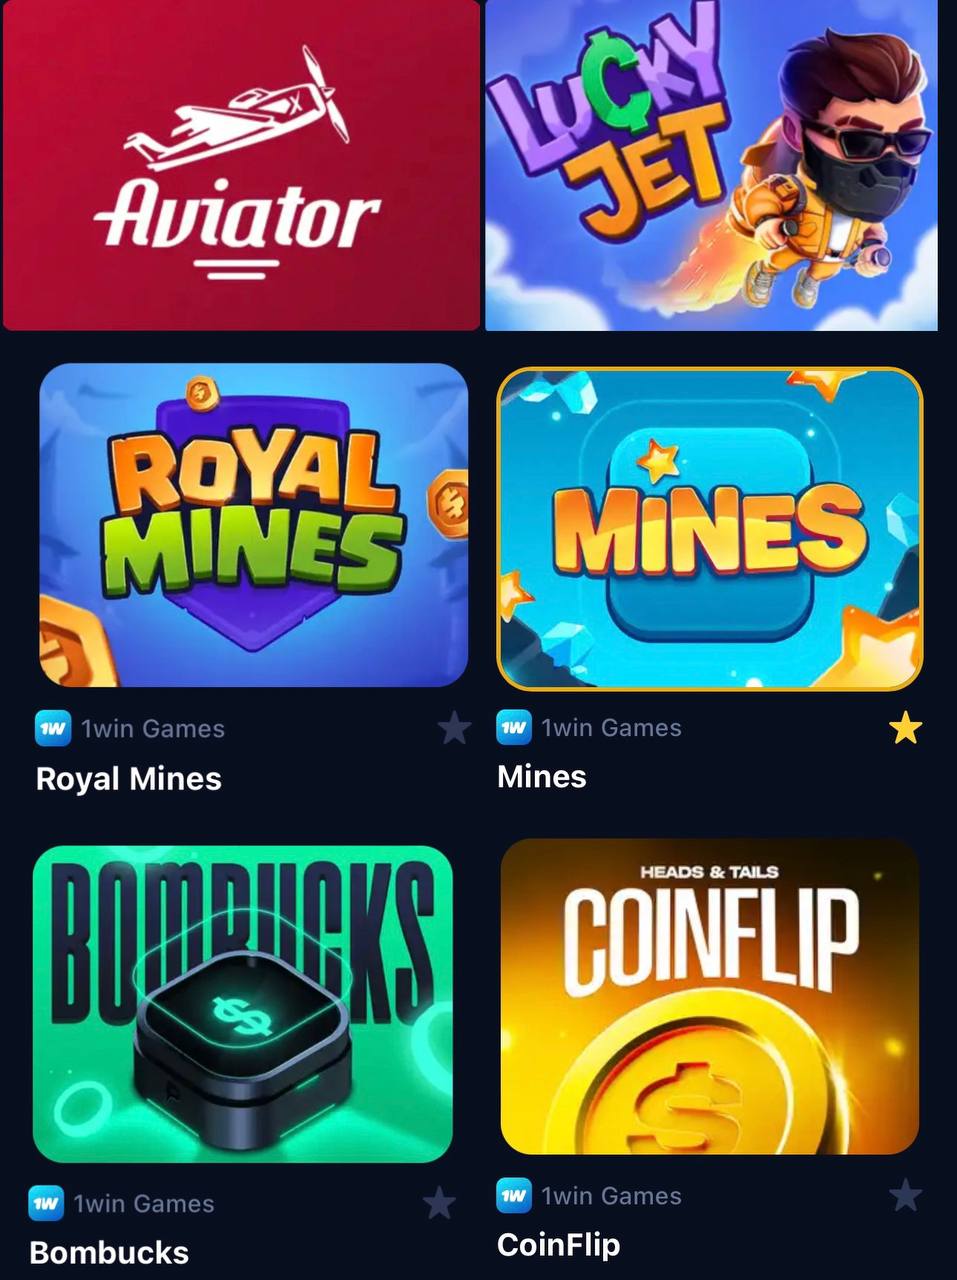 Aviator
LUCKY
JET
ROYAL
MINES
MINES
1W 1win Games
Royal Mines
1W 1win Games
Mines
BOMBUCKS
HEADS & TAILS
COINFLIP
1W 1win Games
Bombucks
1W 1win Games
CoinFlip